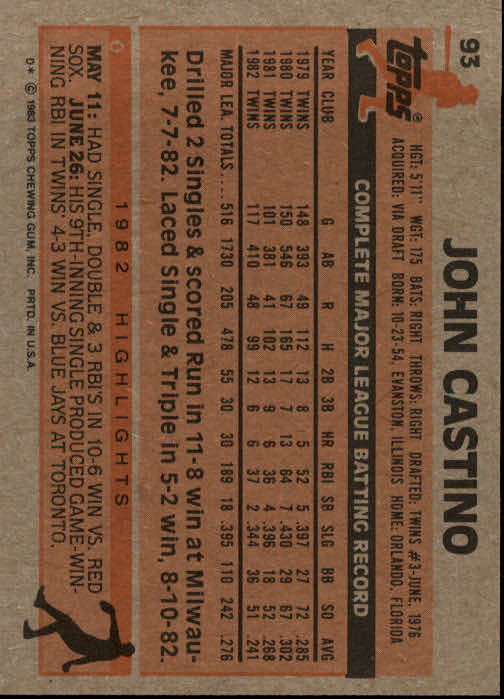 93
topps®
JOHN CASTINO
HGT: 5'11" WGT: 175 BATS: RIGHT THROWS: RIGHT DRAFTED: TWINS #3-JUNE, 1976
ACQUIRED: VIA DRAFT BORN: 10-23-54, EVANSTON, ILLINOIS HOME: ORLANDO, FLORIDA
COMPLETE MAJOR LEAGUE BATTING RECORD
YEAR CLUB G AB R H 2B 3B HR RBI SB SLG BB SO AVG
1979 TWINS 148 393 49 112 13 8 5 52 5 .397 27 72 .285
1980 TWINS 150 546 67 165 17 7 13 64 7 .430 29 67 .302
1981 TWINS 101 381 41 102 13 9 6 36 4 .396 18 52 .268
1982 TWINS 117 410 48 99 12 6 6 37 2 .344 36 51 .241
MAJOR LEA. TOTALS.... 516 1730 205 478 55 30 30 189 18 .395 110 242 .276
Drilled 2 Singles & scored Run in 11-8 win at Milwau-
kee, 7-7-82. Laced Single & Triple in 5-2 win, 8-10-82.
1982 HIGHLIGHTS
MAY 11: HAD SINGLE, DOUBLE & 3 RBI'S IN 10-6 WIN VS. RED
SOX. JUNE 26: HIS 9TH-INNING SINGLE PRODUCED GAME-WIN-
NING RBI IN TWINS' 4-3 WIN VS. BLUE JAYS AT TORONTO.
D* © 1983 TOPPS CHEWING GUM, INC. PRTD. IN U.S.A.